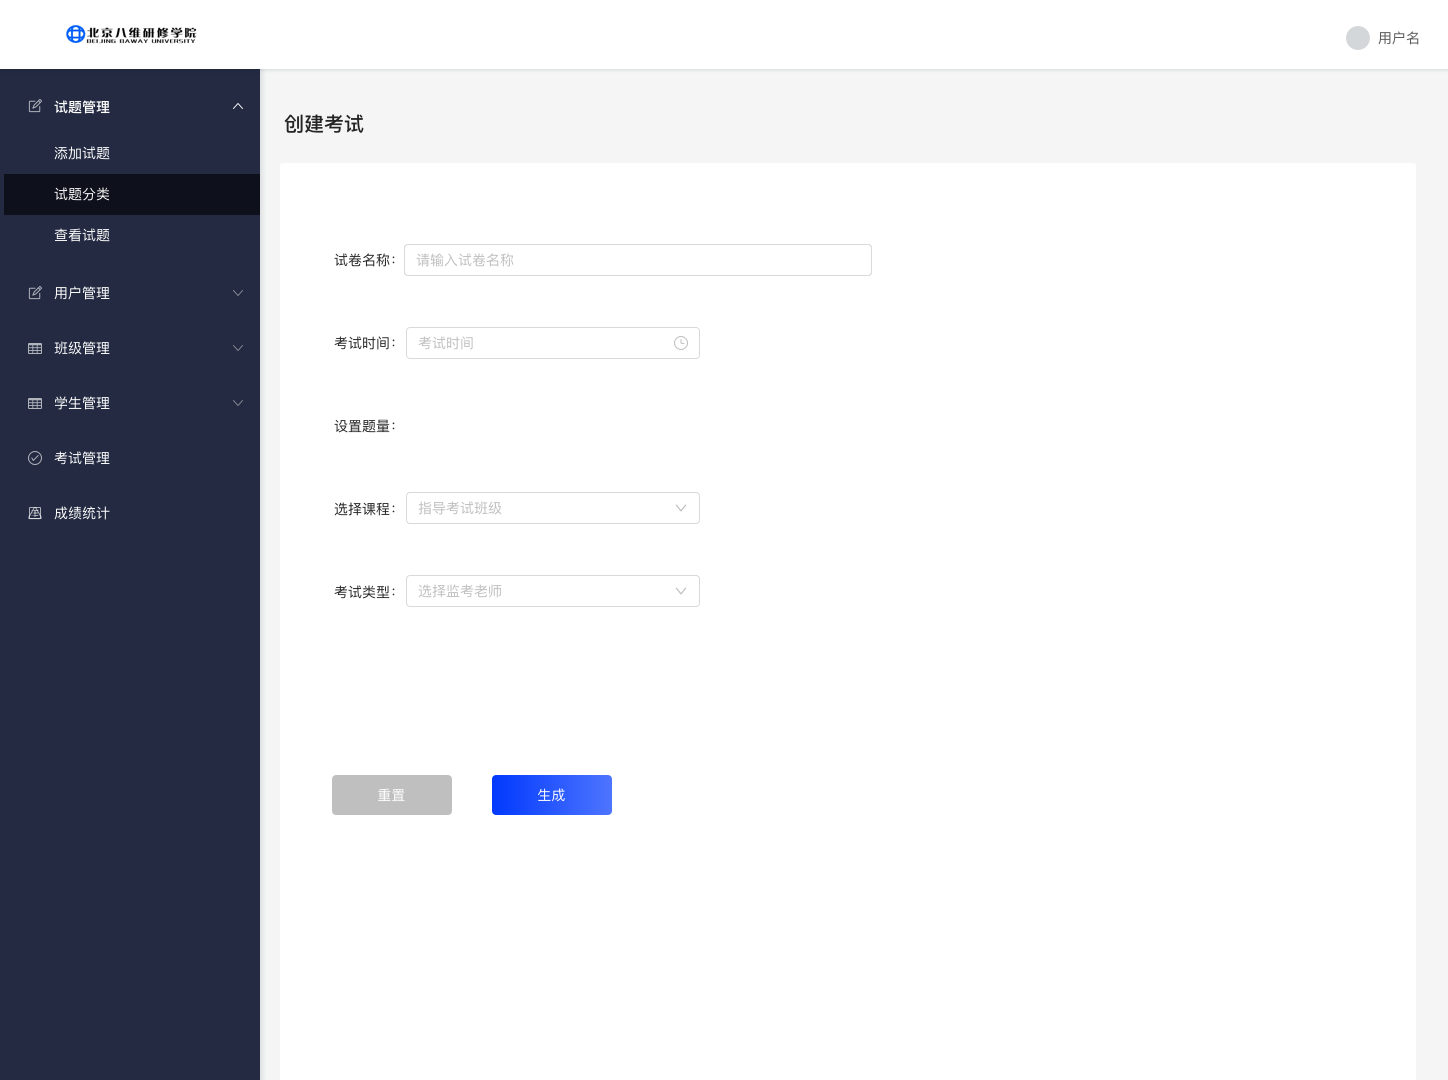 北京八维研修学院
BEIJING BAWAY UNIVERSITY
用户名
试题管理
添加试题
试题分类
查看试题
用户管理
班级管理
学生管理
考试管理
成绩统计
创建考试
试卷名称：
请输入试卷名称
考试时间：
考试时间
设置题量：
选择课程：
指导考试班级
考试类型：
选择监考老师
重置
生成